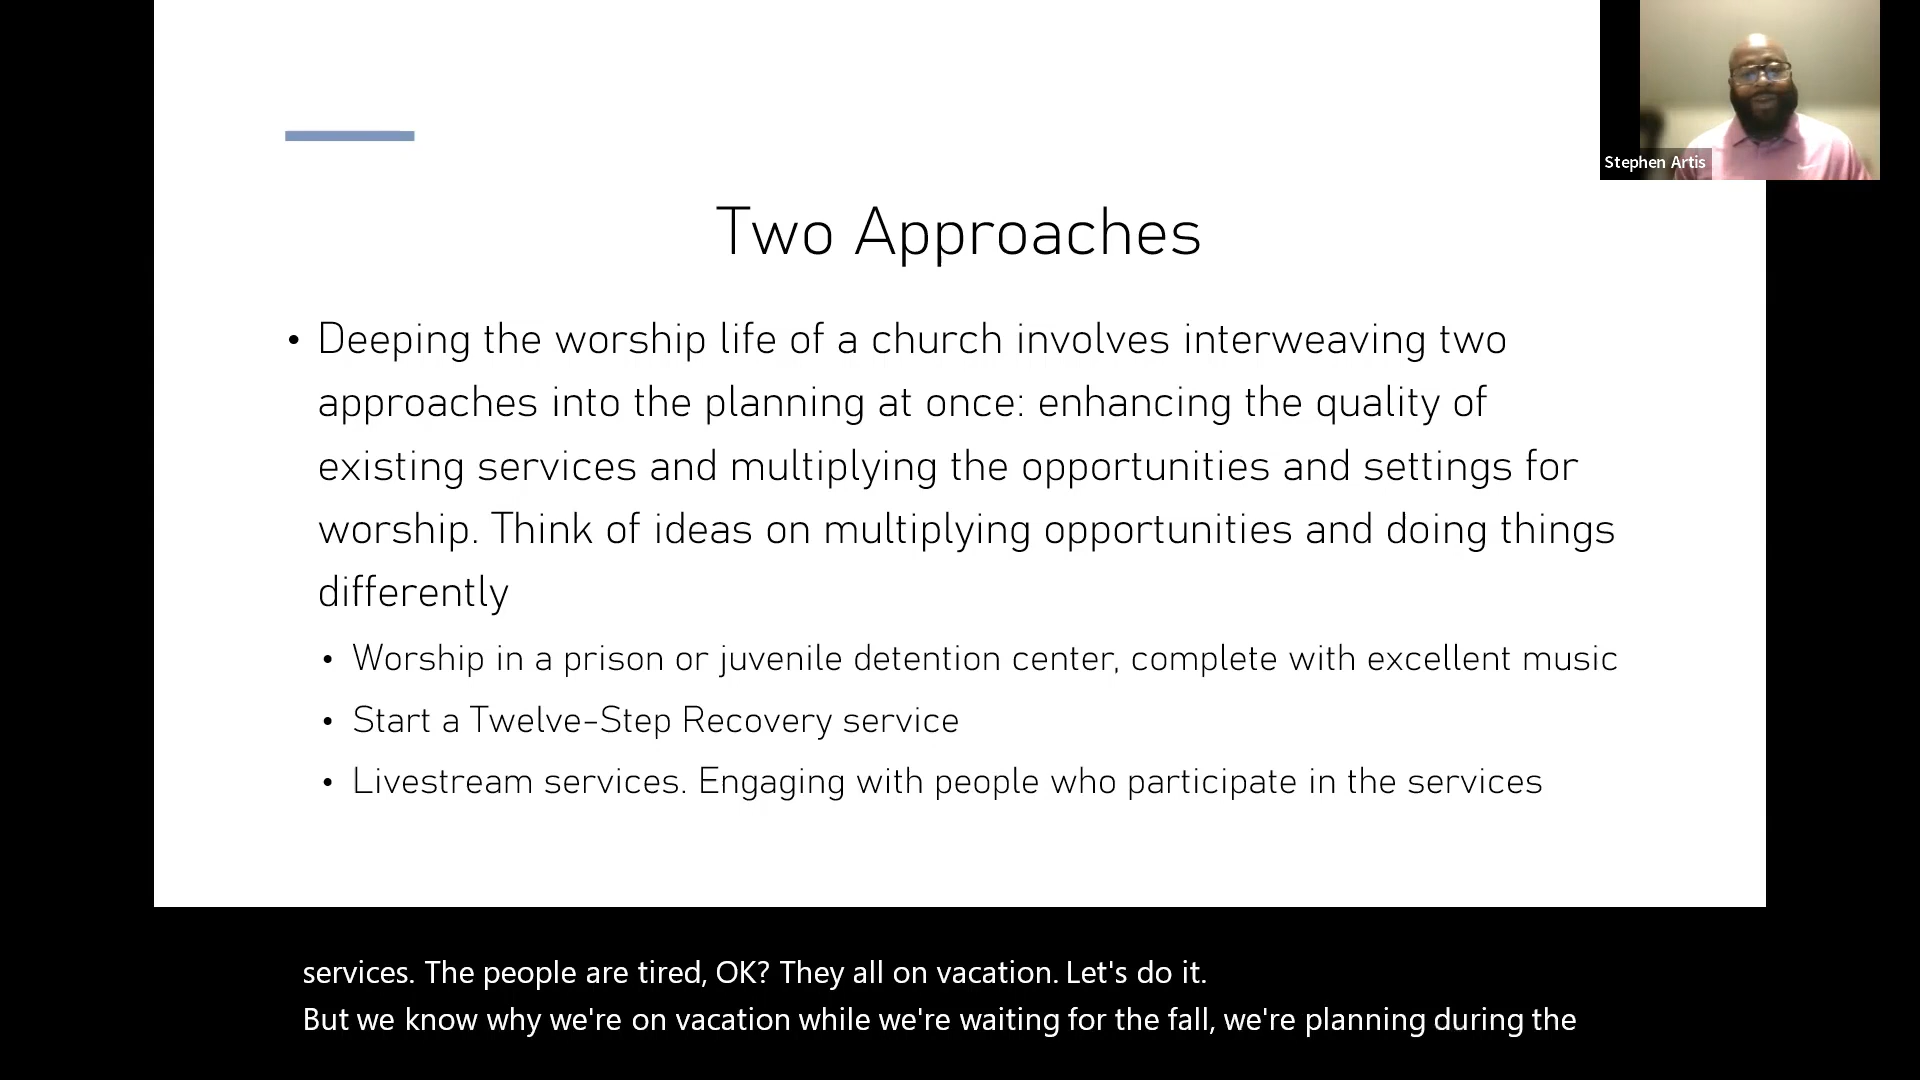 Stephen Artis
Two Approaches
• Deeping the worship life of a church involves interweaving two
approaches into the planning at once: enhancing the quality of
existing services and multiplying the opportunities and settings for
worship. Think of ideas on multiplying opportunities and doing things
differently
• Worship in a prison or juvenile detention center, complete with excellent music
• Start a Twelve-Step Recovery service
• Livestream services. Engaging with people who participate in the services
services. The people are tired, OK? They all on vacation. Let's do it.
But we know why we're on vacation while we're waiting for the fall, we're planning during the